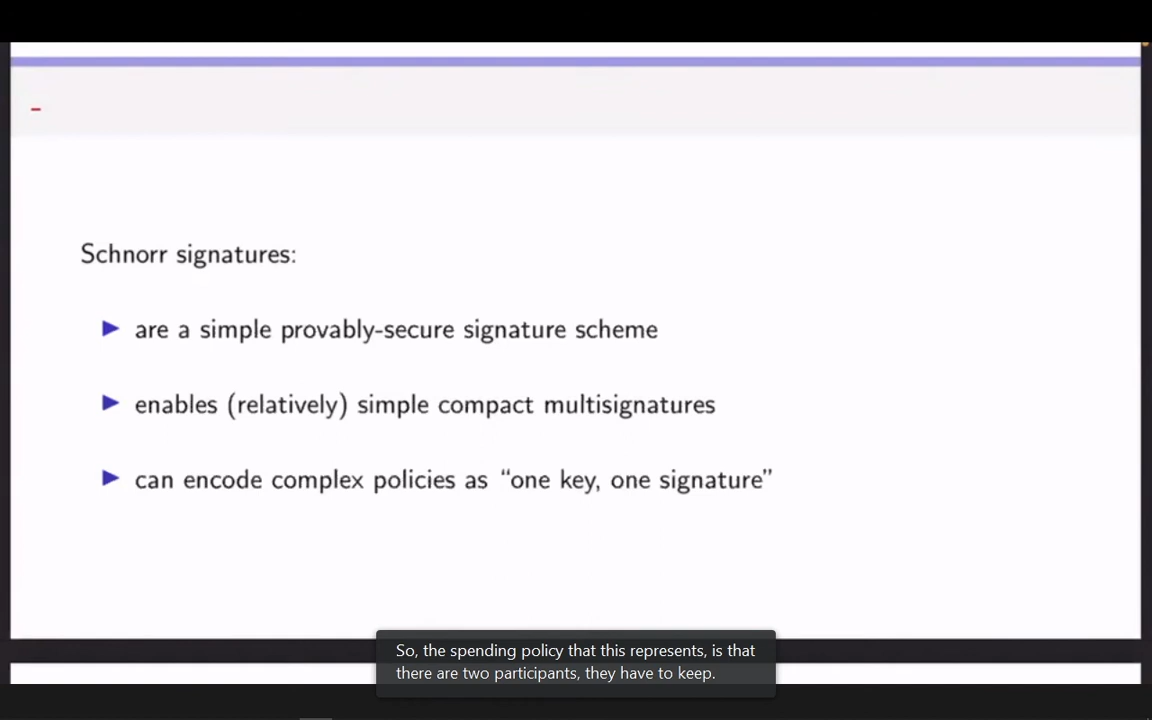 Schnorr signatures:
are a simple provably-secure signature scheme
enables (relatively) simple compact multisignatures
can encode complex policies as “one key, one signature”
So, the spending policy that this represents, is that
there are two participants, they have to keep.